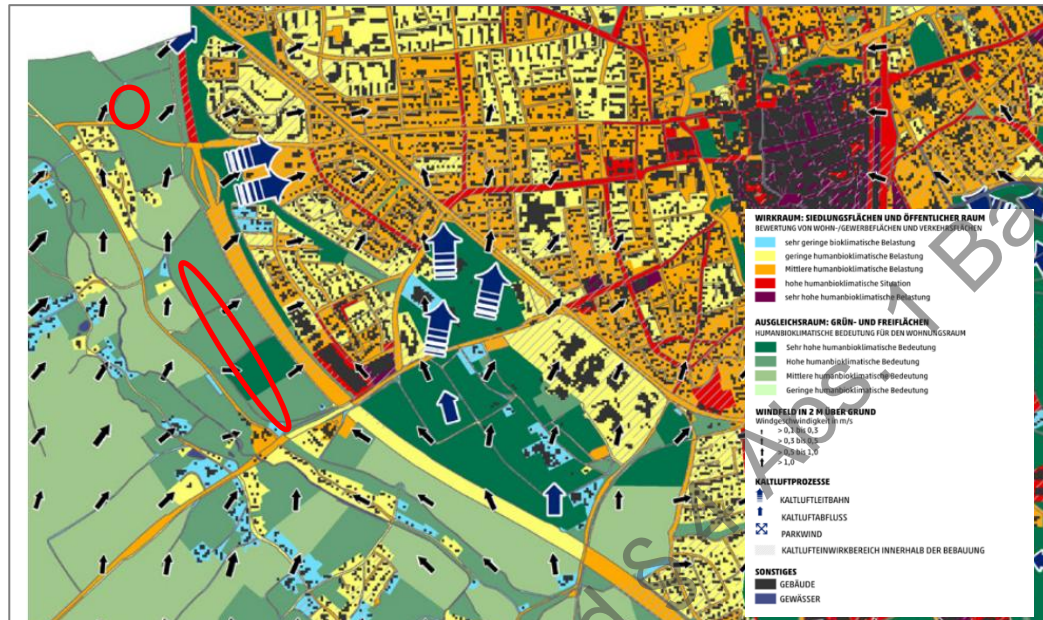 WIRKRAUM: SIEDLUNGSFLÄCHEN UND ÖFFENTLICHER RAUM
BEWERTUNG VON WOHN-/GEWERBEFLÄCHEN UND VERKEHRSFLÄCHEN
sehr geringe bioklimatische Belastung
geringe humanbioklimatische Belastung
Mittlere humanbioklimatische Belastung
hohe humanbioklimatische Situation
sehr hohe humanbioklimatische Belastung
AUSGLEICHSRAUM: GRÜN- UND FREIFLÄCHEN
HUMANBIOKLIMATISCHE BEDEUTUNG FÜR DEN WOHNUNGSRAUM
Sehr hohe humanbioklimatische Bedeutung
Hohe humanbioklimatische Bedeutung
Mittlere humanbioklimatische Bedeutung
Geringe humanbioklimatische Bedeutung
WINDFELD IN 2 M ÜBER GRUND
Windgeschwindigkeit in m/s
> 0,1 bis 0,3
> 0,3 bis 0,5
> 0,5 bis 1,0
> 1,0
KALTLUFTPROZESSE
KALTLUFTLEITBAHN
KALTLUFTABFLUSS
PARKWIND
KALTLUFTEINWIRKBEREICH INNERHALB DER BEBAUUNG
SONSTIGES
GEBÄUDE
GEWÄSSER
Abs. 1 Ba